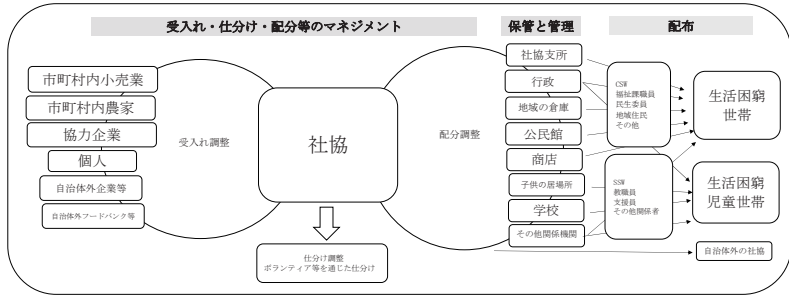 受入れ・仕分け・配分等のマネジメント
保管と管理
配布
市町村内小売業
市町村内農家
協力企業
個人
自治体外企業等
自治体外フードバンク等
受入れ調整
社協
配分調整
仕分け調整
ボランティア等を通じた仕分け
社協支所
行政
地域の倉庫
公民館
商店
子供の居場所
学校
その他関係機関
CSW
福祉課職員
民生委員
地域住民
その他
SSW
教職員
支援員
その他関係者
生活困窮
世帯
生活困窮
児童世帯
自治体外の社協